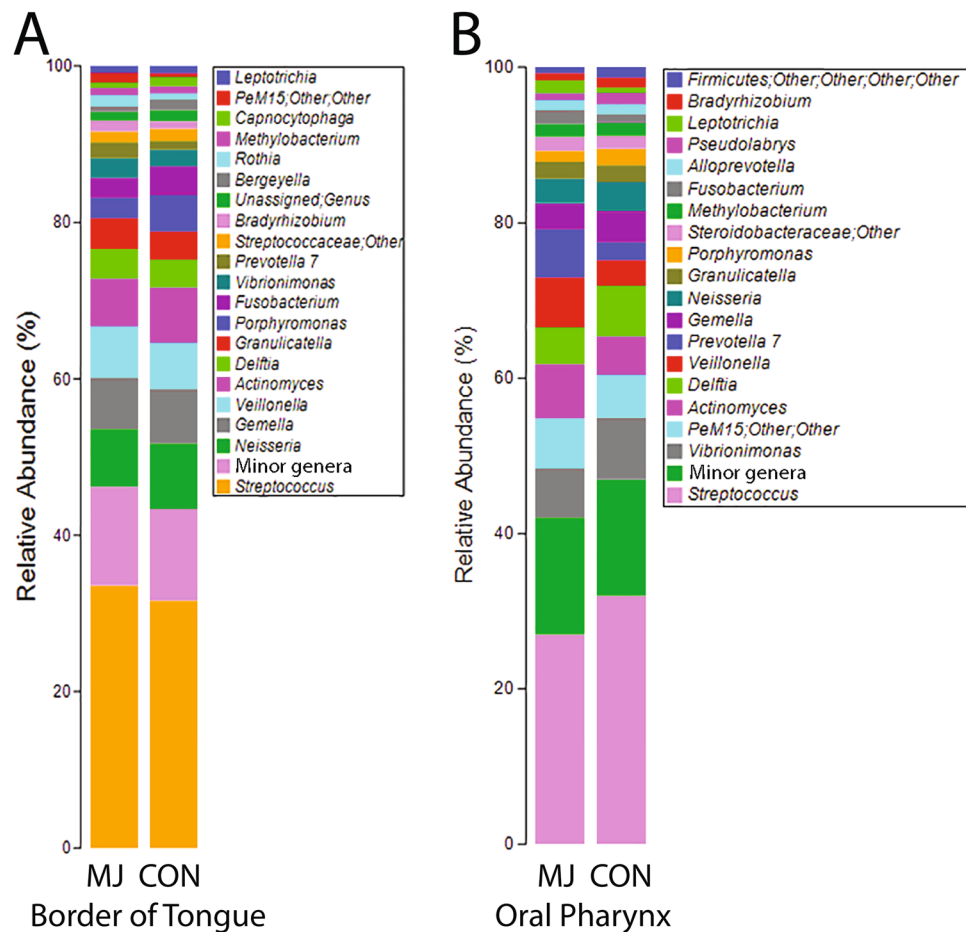 A
Relative Abundance (%)
100
80
60
40
20
0
Leptotrichia
PeM15;Other;Other
Capnocytophaga
Methylobacterium
Rothia
Bergeyella
Unassigned;Genus
Bradyrhizobium
Streptococcaceae;Other
Prevotella 7
Vibrionimonas
Fusobacterium
Porphyromonas
Granulicatella
Delftia
Actinomyces
Veillonella
Gemella
Neisseria
Minor genera
Streptococcus
MJ CON
Border of Tongue
B
Relative Abundance (%)
100
80
60
40
20
0
Firmicutes;Other;Other;Other;Other
Bradyrhizobium
Leptotrichia
Pseudolabrys
Alloprevotella
Fusobacterium
Methylobacterium
Steroidobacteraceae;Other
Porphyromonas
Granulicatella
Neisseria
Gemella
Prevotella 7
Veillonella
Delftia
Actinomyces
PeM15;Other;Other
Vibrionimonas
Minor genera
Streptococcus
MJ CON
Oral Pharynx